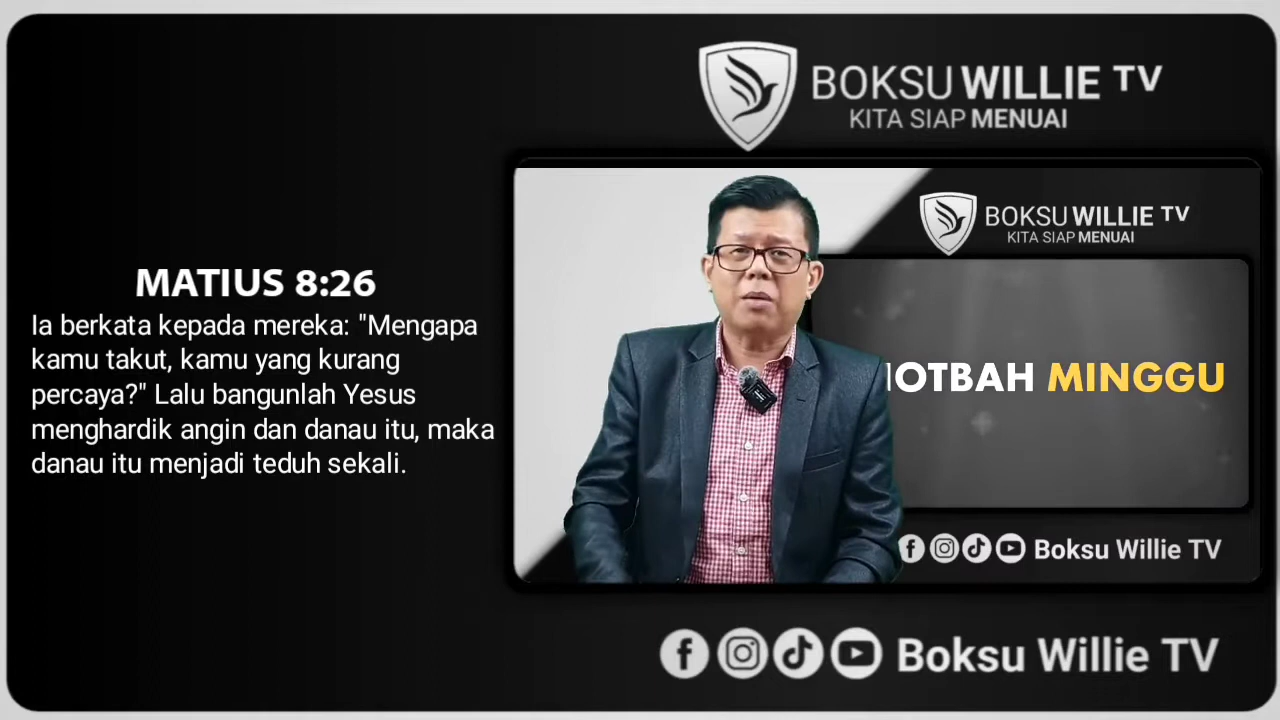 BOKSU WILLIE TV
KITA SIAP MENUAI
MATIUS 8:26
Ia berkata kepada mereka: "Mengapa
kamu takut, kamu yang kurang
percaya?" Lalu bangunlah Yesus
menghardik angin dan danau itu, maka
danau itu menjadi teduh sekali.
BOKSU WILLIE TV
KITA SIAP MENUAI
HOTBAH MINGGU
Boksu Willie TV
Boksu Willie TV